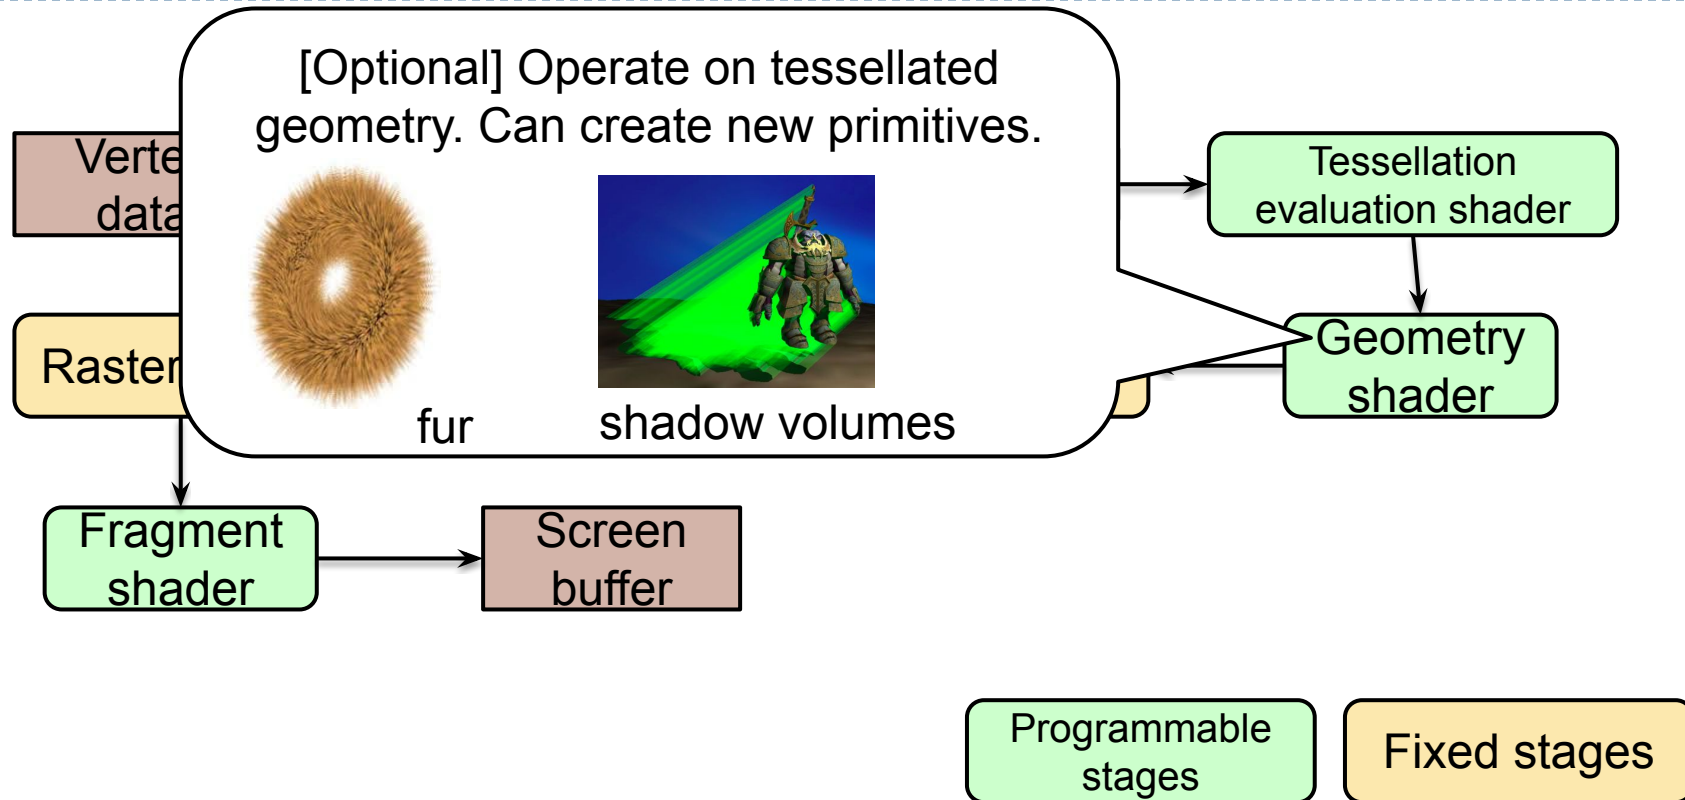 [Optional] Operate on tessellated
geometry. Can create new primitives.
fur
shadow volumes
Verte
data
Tessellation
evaluation shader
Raster
Geometry
shader
Fragment
shader
Screen
buffer
Programmable
stages
Fixed stages